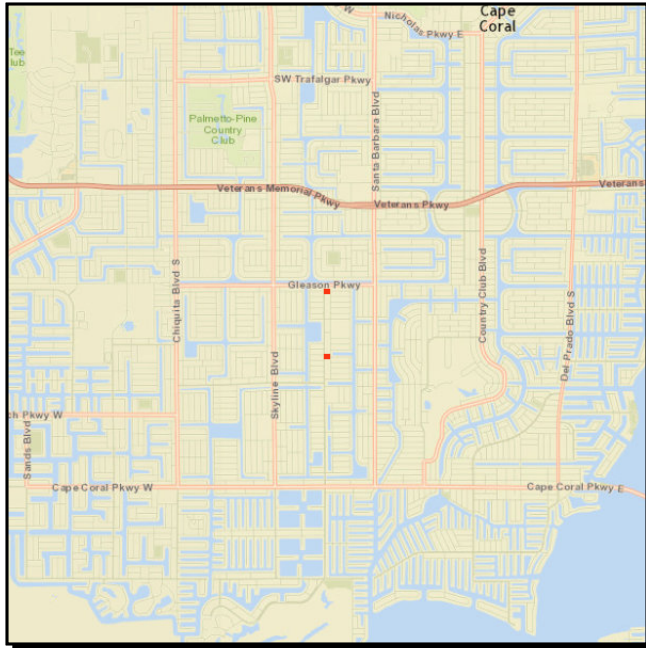 W
Nicholas Pkwy E
Cape
Coral
Tee
lub
SW Trafalgar Pkwy
Palmetto-Pine
Country
Club
Santa Barbara Blvd
Veterans Memorial Pkwy
Veterans Pkwy
Veterans
Chiquita Blvd S
Gleason Pkwy
Country Club Blvd
Del Prado Blvd S
Skyline Blvd
ch Pkwy W
Sands Blvd
Cape Coral Pkwy W
Cape Coral Pkwy E